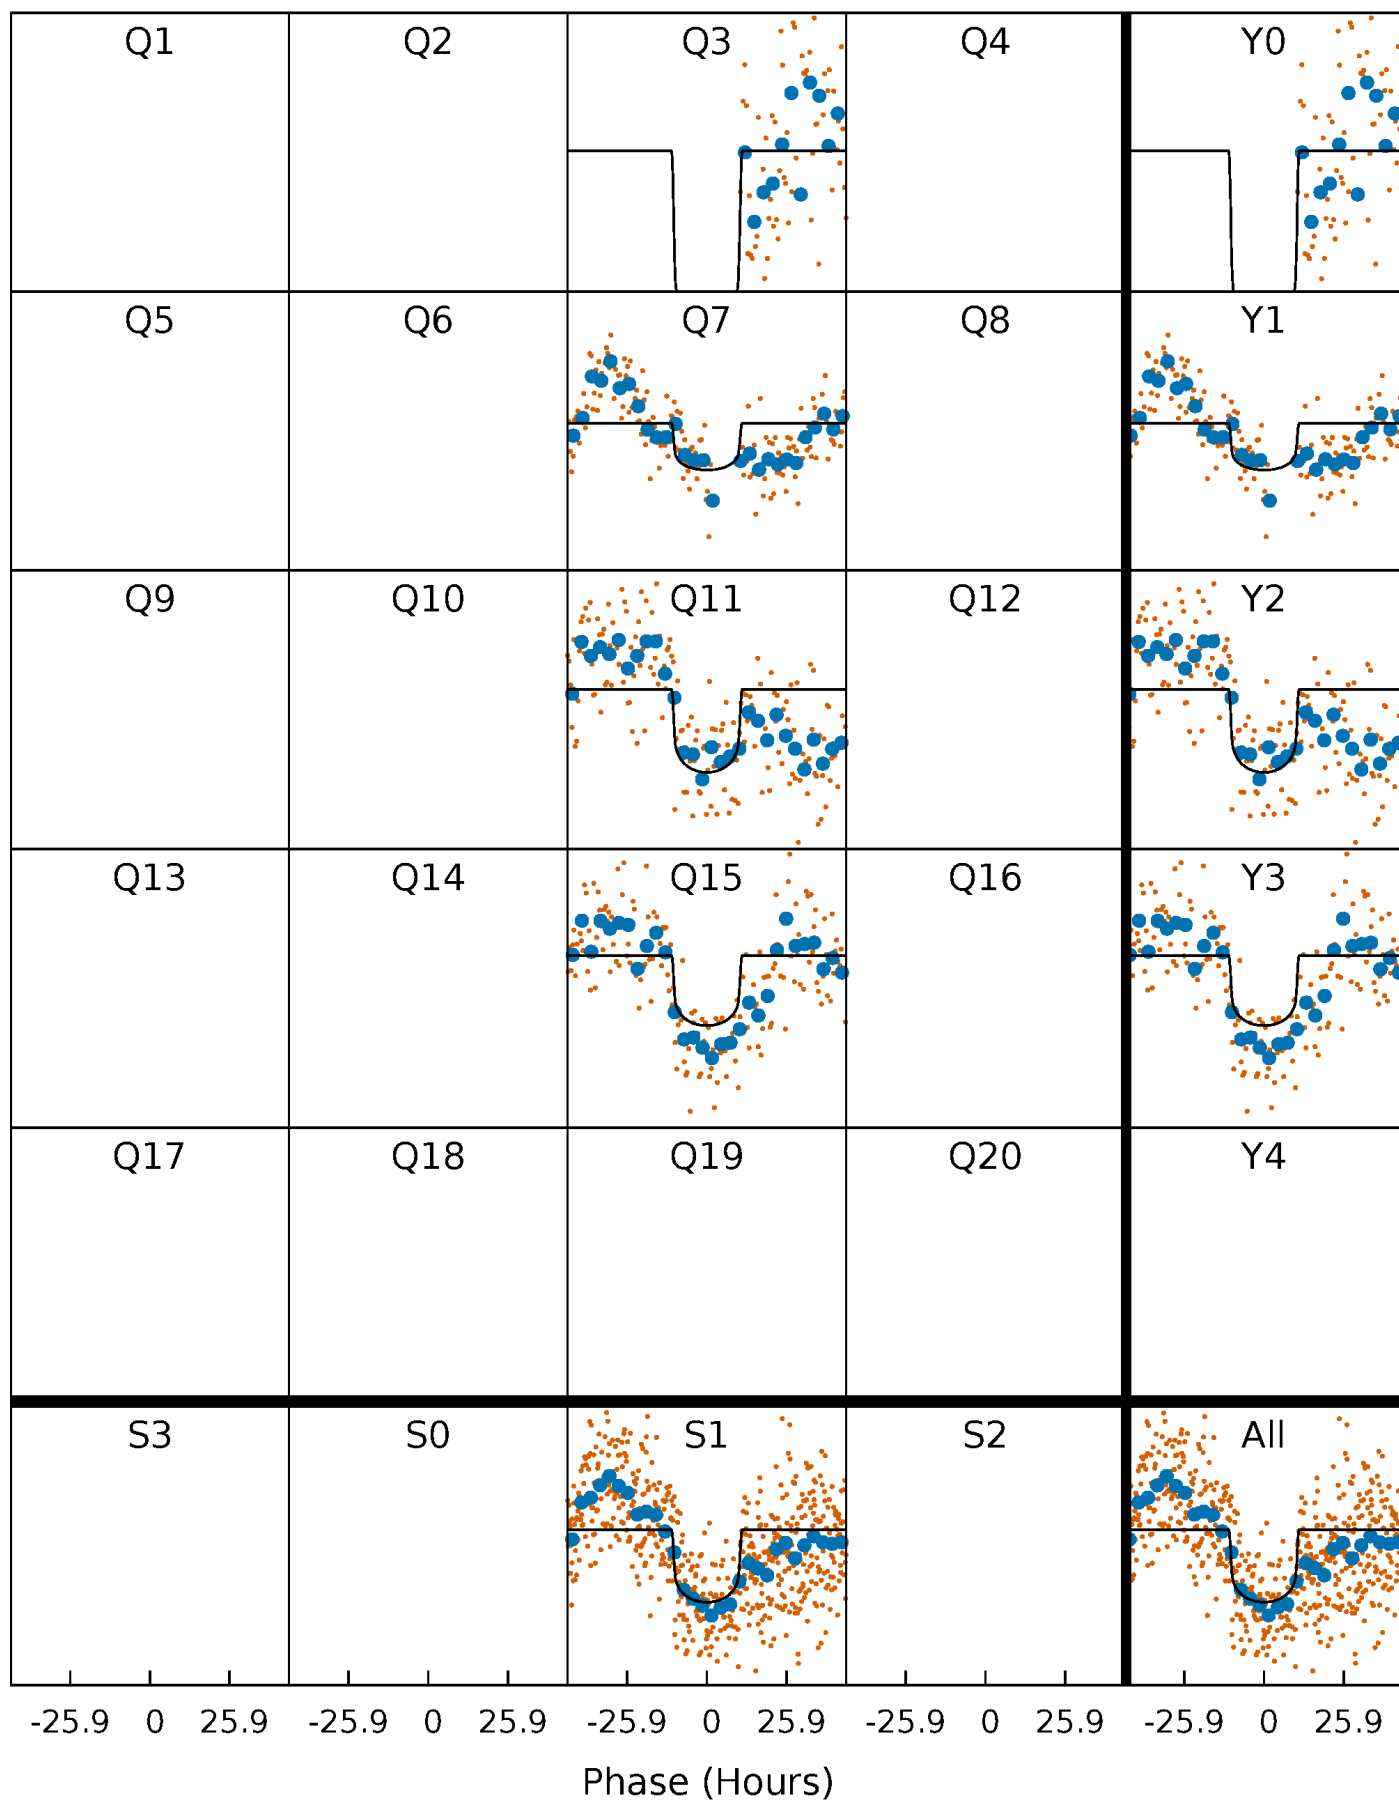 Q1 Q2 Q3 Q4 Y0
Q5 Q6 Q7 Q8 Y1
Q9 Q10 Q11 Q12 Y2
Q13 Q14 Q15 Q16 Y3
Q17 Q18 Q19 Q20 Y4
S3 S0 S1 S2 All
-25.9 0 25.9 -25.9 0 25.9 -25.9 0 25.9 -25.9 0 25.9 -25.9 0 25.9
Phase (Hours)